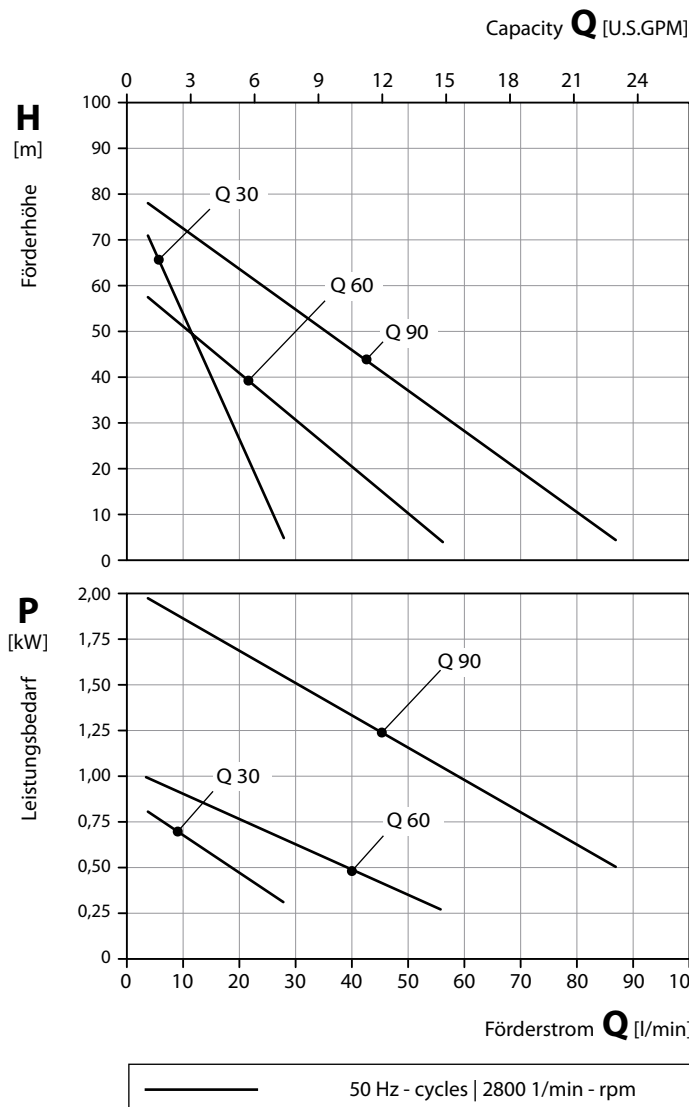 Capacity Q [U.S.GPM]
0 3 6 9 12 15 18 21 24
H
[m]
Förderhöhe
100
90
80
70
60
50
40
30
20
10
0
Q 30
Q 60
Q 90
P
[kW]
Leistungsbedarf
2,00
1,75
1,50
1,25
1,00
0,75
0,50
0,25
0
Q 90
Q 30
Q 60
0 10 20 30 40 50 60 70 80 90 100
Förderstrom Q [l/min]
50 Hz - cycles | 2800 1/min - rpm